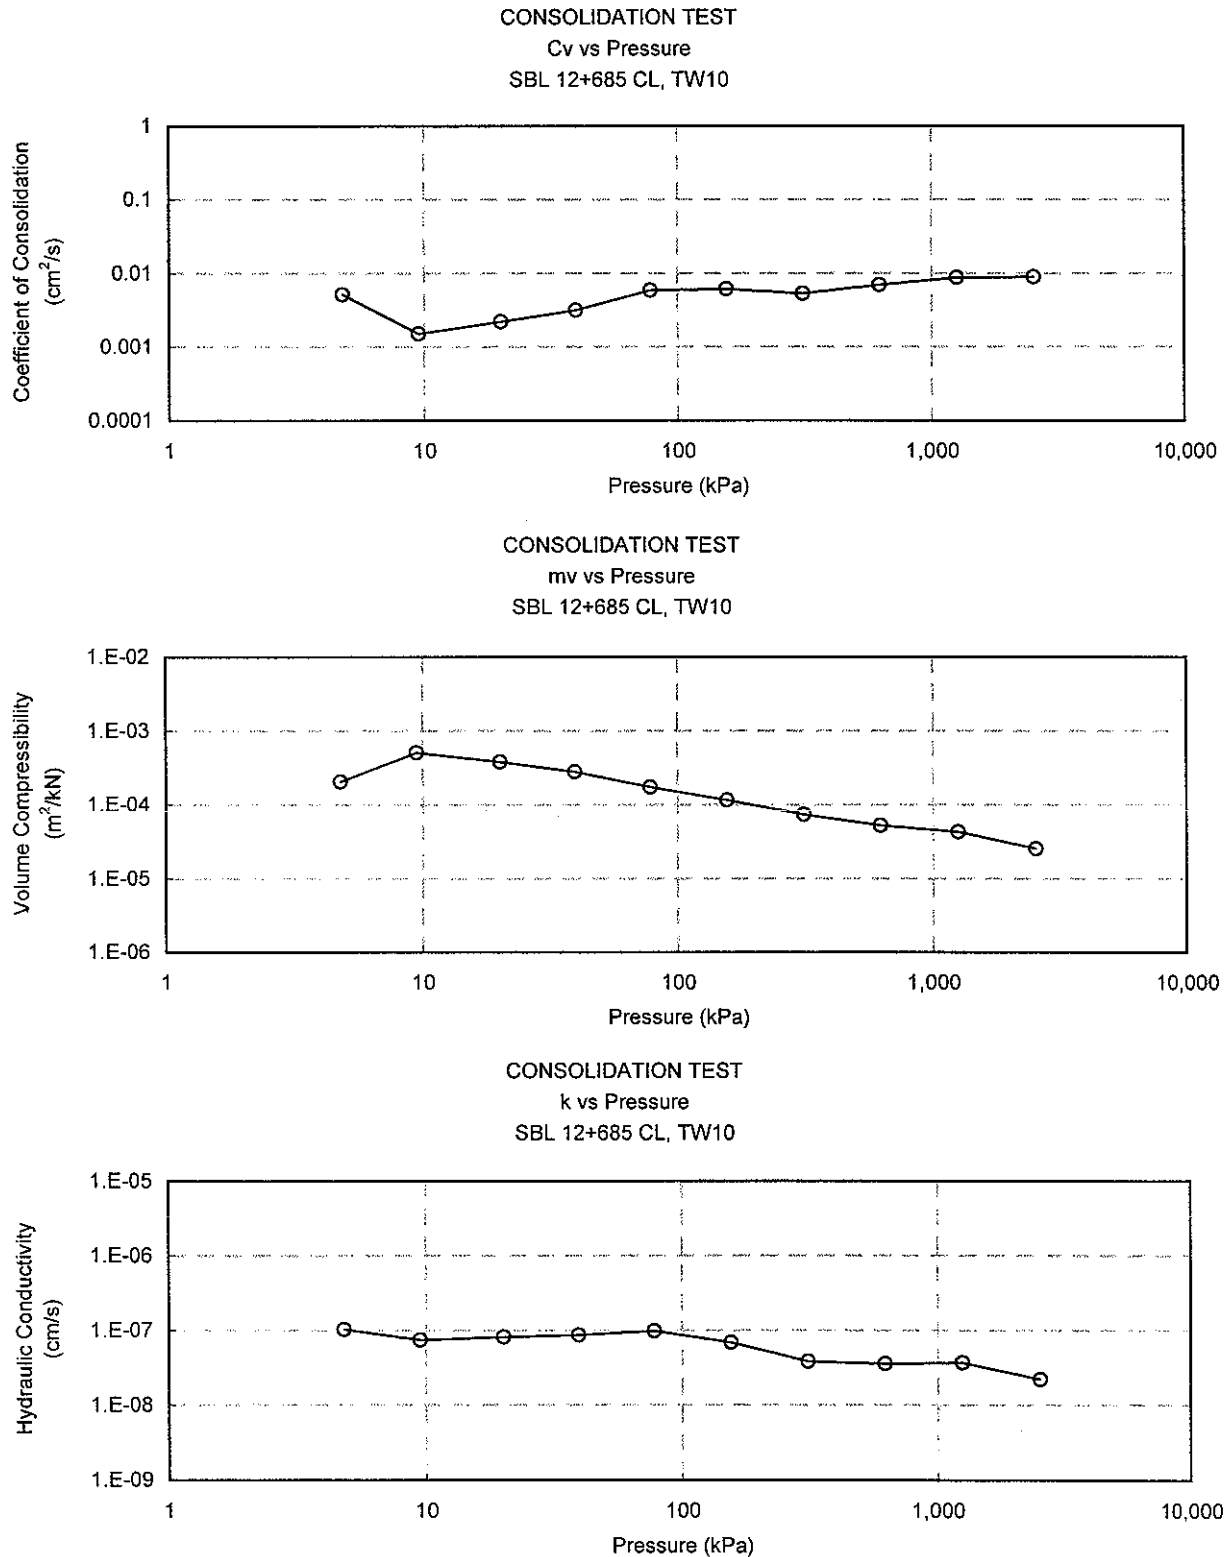 CONSOLIDATION TEST
Cv vs Pressure
SBL 12+685 CL, TW10
Coefficient of Consolidation
(cm²/s)
1
0.1
0.01
0.001
0.0001
1 10 100 1,000 10,000
Pressure (kPa)
CONSOLIDATION TEST
mv vs Pressure
SBL 12+685 CL, TW10
Volume Compressibility
(m²/kN)
1.E-02
1.E-03
1.E-04
1.E-05
1.E-06
1 10 100 1,000 10,000
Pressure (kPa)
CONSOLIDATION TEST
k vs Pressure
SBL 12+685 CL, TW10
Hydraulic Conductivity
(cm/s)
1.E-05
1.E-06
1.E-07
1.E-08
1.E-09
1 10 100 1,000 10,000
Pressure (kPa)